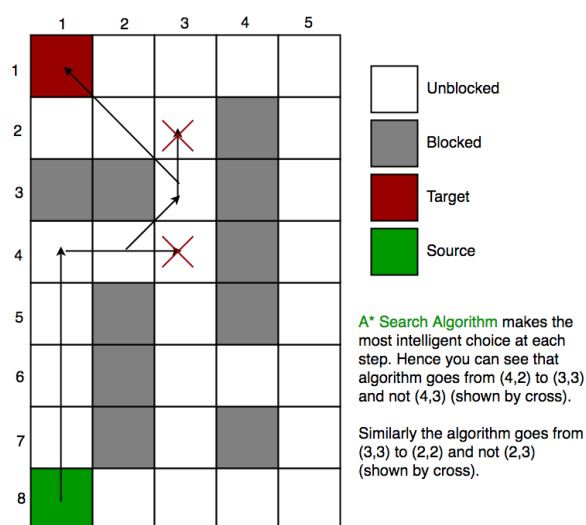 1 2 3 4 5
1
Unblocked
2
Blocked
3
Target
4
Source
5
A* Search Algorithm makes the
most intelligent choice at each
step. Hence you can see that
algorithm goes from (4,2) to (3,3)
and not (4,3) (shown by cross).
6
7
Similarly the algorithm goes from
(3,3) to (2,2) and not (2,3)
(shown by cross).
8